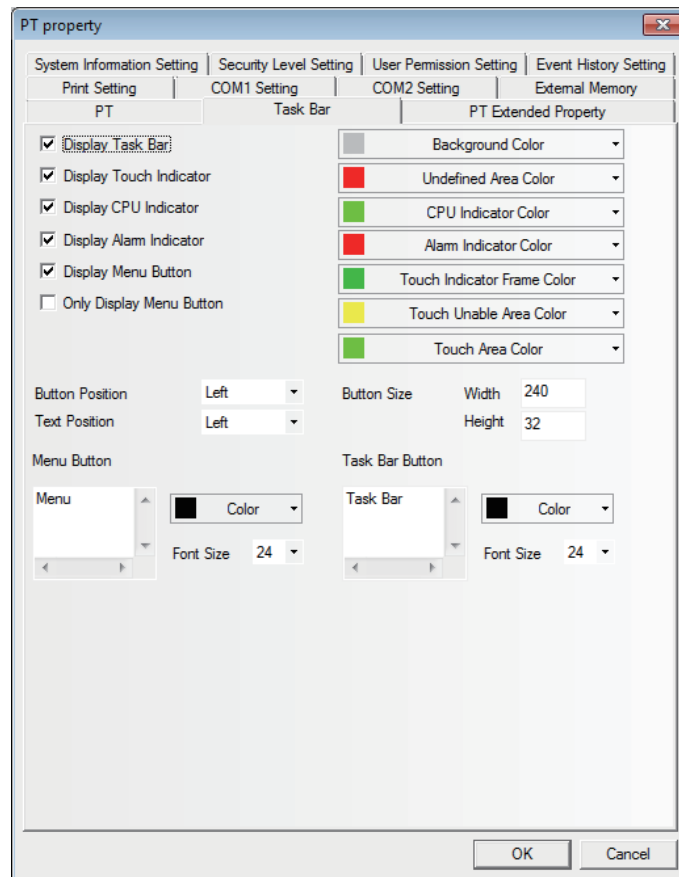 PT property
System Information Setting Security Level Setting User Permission Setting Event History Setting
Print Setting COM1 Setting COM2 Setting External Memory
PT Task Bar PT Extended Property
Display Task Bar Background Color
Display Touch Indicator Undefined Area Color
Display CPU Indicator CPU Indicator Color
Display Alarm Indicator Alarm Indicator Color
Display Menu Button Touch Indicator Frame Color
Only Display Menu Button Touch Unable Area Color
Touch Area Color
Button Position Left Button Size Width 240
Text Position Left Height 32
Menu Button Task Bar Button
Menu Color Task Bar Color
Font Size 24 Font Size 24
OK Cancel